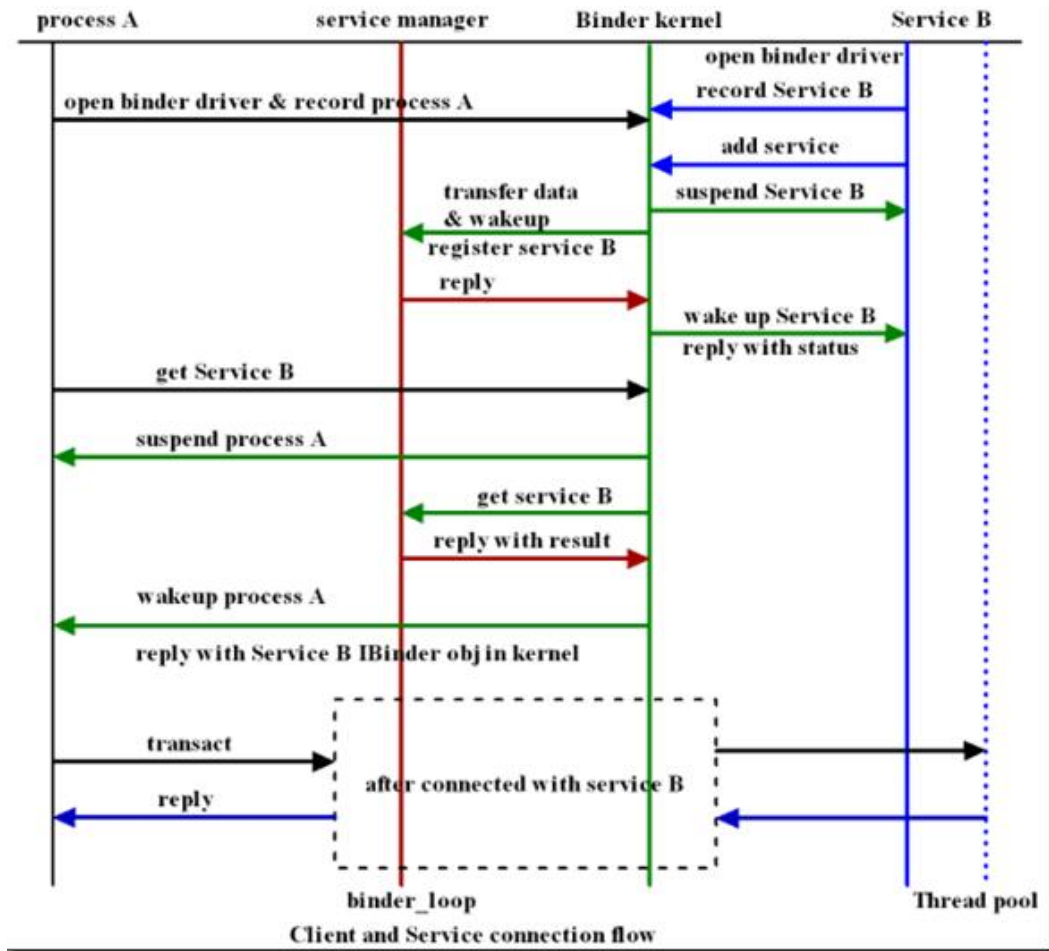 process A
service manager
Binder kernel
Service B
open binder driver
record Service B
open binder driver & record process A
add service
transfer data
& wakeup
suspend Service B
register service B
reply
wake up Service B
reply with status
get Service B
suspend process A
get service B
reply with result
wakeup process A
reply with Service B IBinder obj in kernel
transact
after connected with service B
reply
binder_loop
Thread pool
Client and Service connection flow